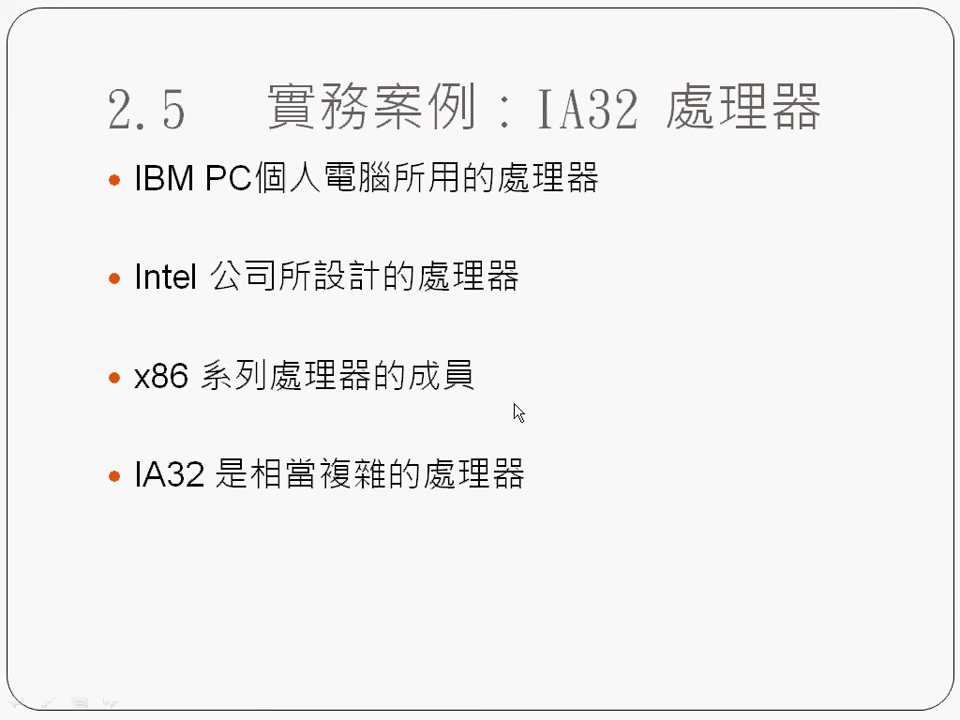 2.5 實務案例：IA32 處理器
IBM PC個人電腦所用的處理器
Intel 公司所設計的處理器
x86 系列處理器的成員
IA32 是相當複雜的處理器